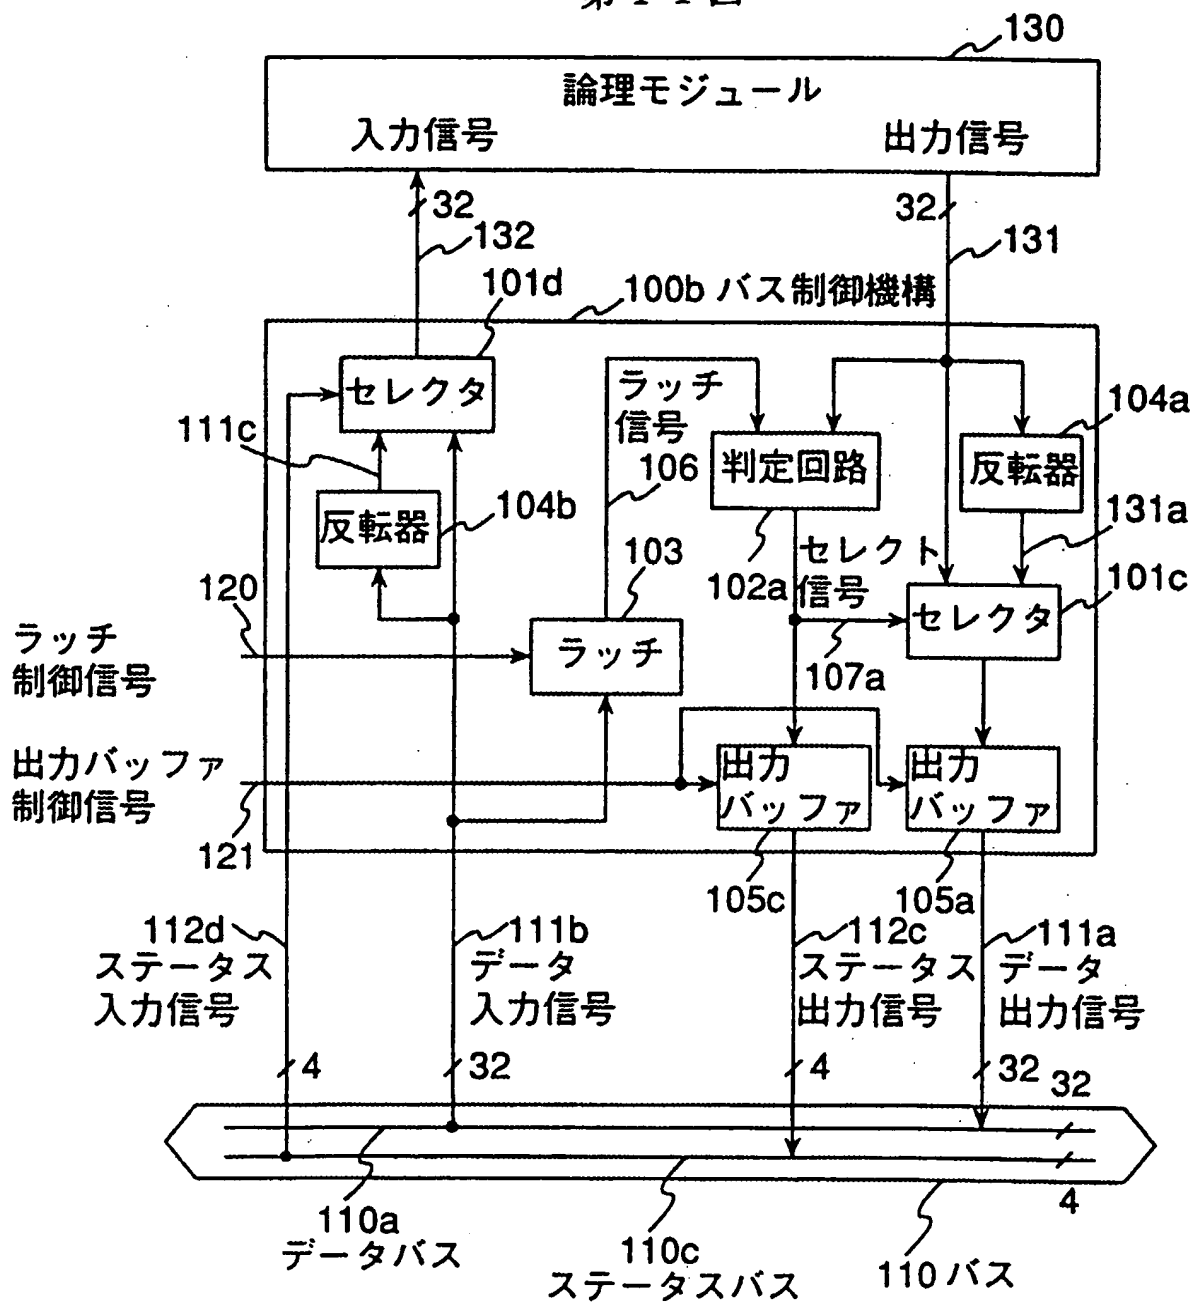 130
論理モジュール
入力信号
出力信号
32
32
132
131
101d
100b バス制御機構
セレクタ
ラッチ
信号
104a
111c
判定回路
反転器
106
反転器
104b
131a
103
セレクト
信号
102a
101c
120
セレクタ
ラッチ
制御信号
ラッチ
107a
出力バッファ
制御信号
出力
バッファ
出力
バッファ
121
105c
105a
112d
ステータス
入力信号
111b
データ
入力信号
112c
ステータス
出力信号
111a
データ
出力信号
4
32
4
32
32
4
110a
データバス
110c
ステータスバス
110 バス